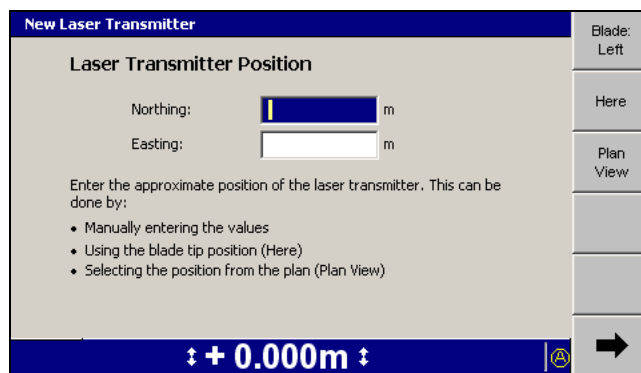 New Laser Transmitter
Laser Transmitter Position
Northing: m
Easting: m
Enter the approximate position of the laser transmitter. This can be
done by:
• Manually entering the values
• Using the blade tip position (Here)
• Selecting the position from the plan (Plan View)
+ 0.000m
A
Blade:
Left
Here
Plan
View